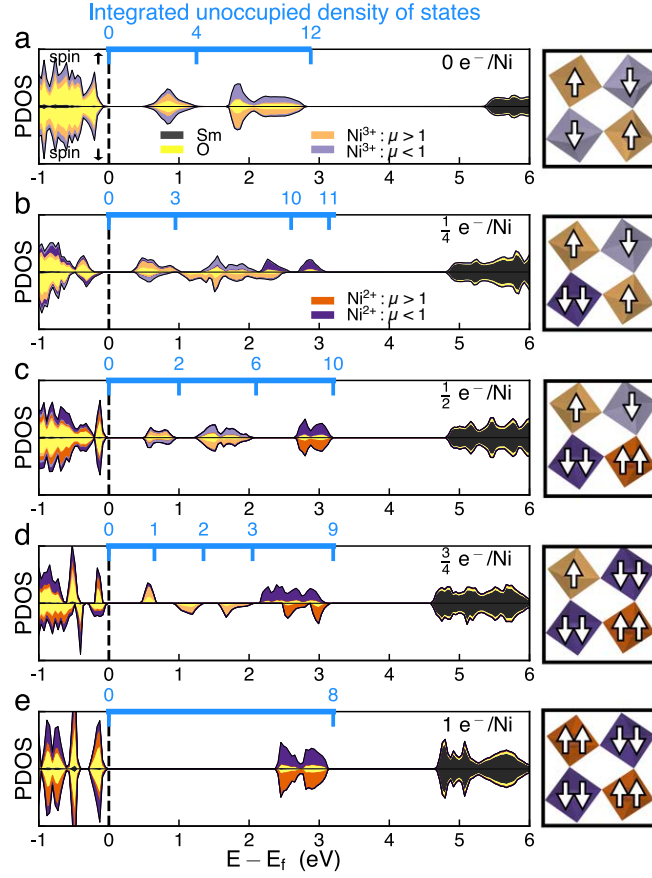 Integrated unoccupied density of states
0 4 12
a
spin
0 e⁻/Ni
PDOS
spin
Sm
O
Ni³⁺: μ > 1
Ni³⁺: μ < 1
-1 0 1 2 3 4 5 6
0 3 10 11
b
1/4 e⁻/Ni
PDOS
Ni²⁺: μ > 1
Ni²⁺: μ < 1
-1 0 1 2 3 4 5 6
0 2 6 10
c
1/2 e⁻/Ni
PDOS
-1 0 1 2 3 4 5 6
0 1 2 3 9
d
3/4 e⁻/Ni
PDOS
-1 0 1 2 3 4 5 6
0 8
e
1 e⁻/Ni
PDOS
-1 0 1 2 3 4 5 6
E − E_f (eV)